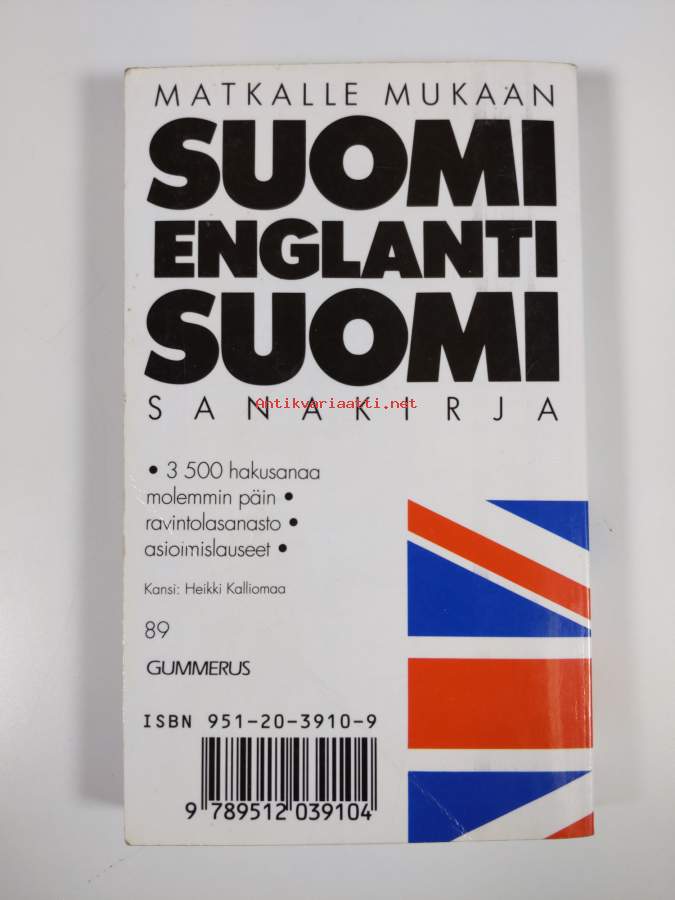 MATKALLE MUKAAN
SUOMI
ENGLANTI
SUOMI
Antikvariaatti.net
SANAKIRJA
• 3 500 hakusanaa
molemmin päin •
ravintolasanasto •
asioimislauseet •
Kansi: Heikki Kalliomaa
89
GUMMERUS
ISBN 951-20-3910-9
9 789512 039104